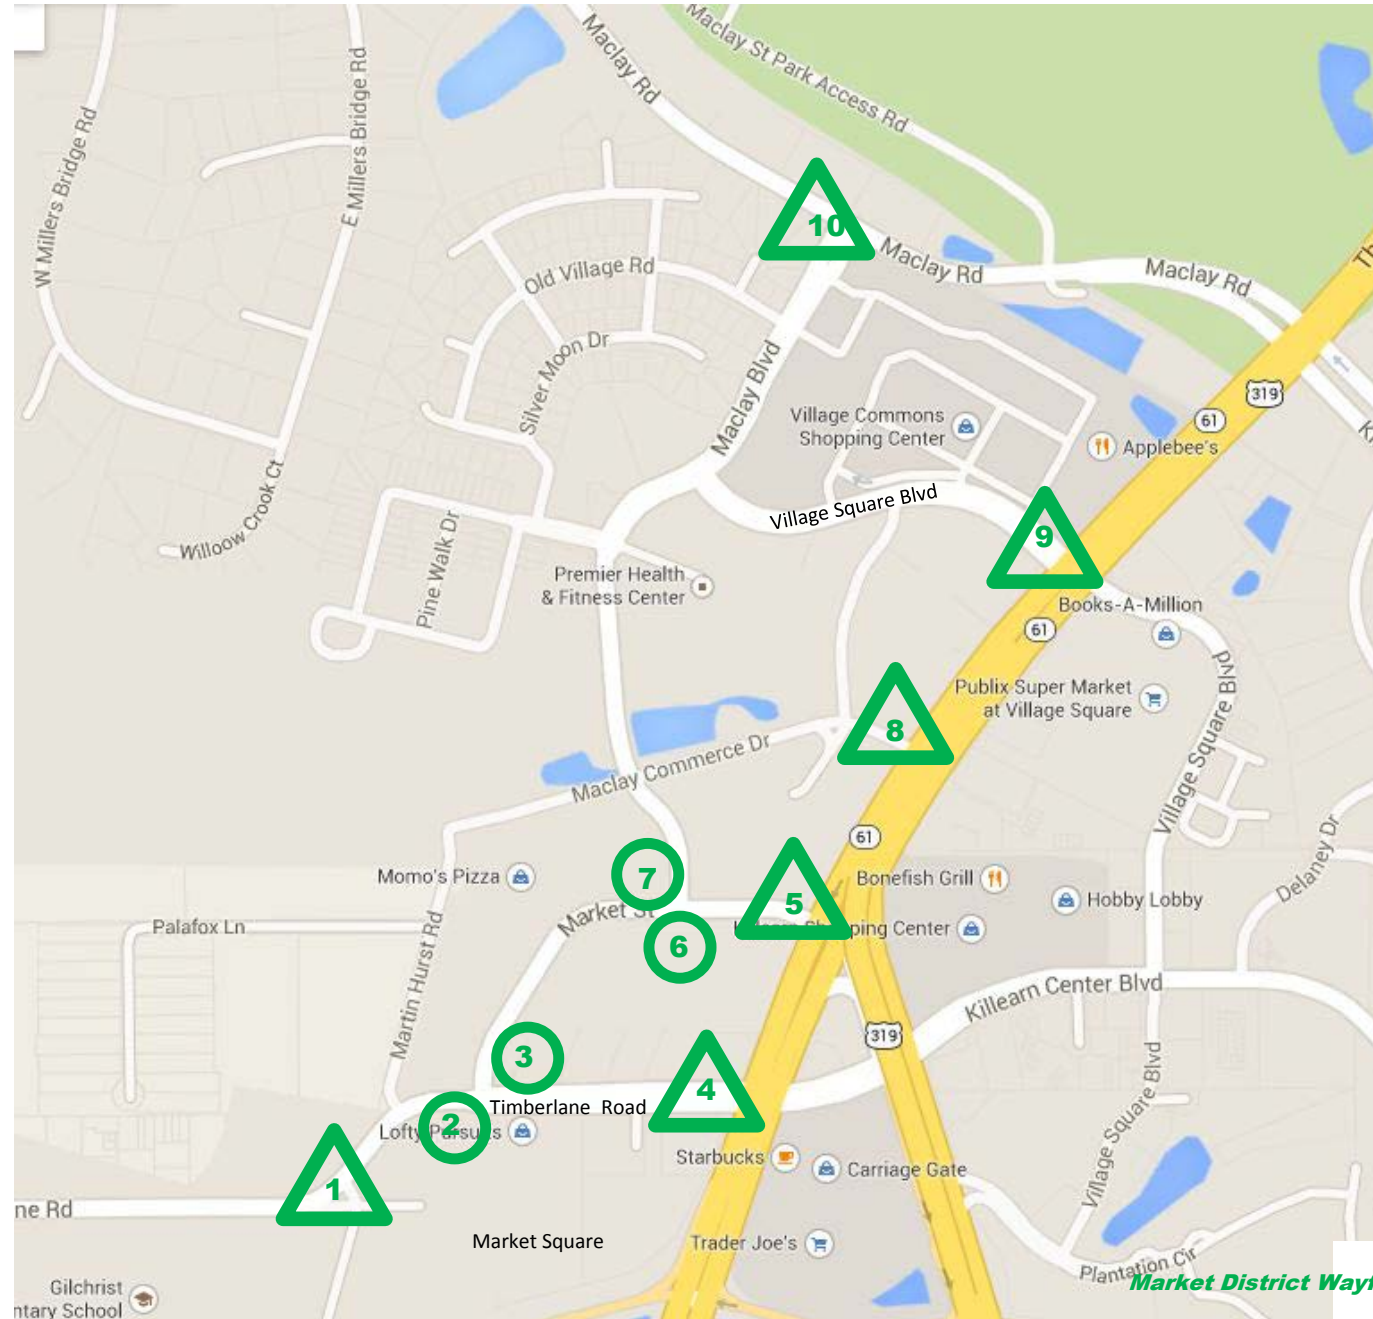 Maclay Rd
Maclay St Park Access Rd
W Millers Bridge Rd
E Millers Bridge Rd
10
Maclay Rd
Maclay Rd
Old Village Rd
Silver Moon Dr
Maclay Blvd
319
61
Village Commons
Shopping Center
Applebee's
Willoow Crook Ct
Pine Walk Dr
Village Square Blvd
9
Premier Health
& Fitness Center
Books-A-Million
61
Publix Super Market
at Village Square
Village Square Blvd
8
Maclay Commerce Dr
61
Momo's Pizza
7
Bonefish Grill
Hobby Lobby
Delaney Dr
5
Market St
Palafox Ln
6
ping Center
Martin Hurst Rd
Killearn Center Blvd
319
3
4
Timberlane Road
2
Lofty Pursuits
Starbucks
Carriage Gate
Village Square Blvd
1
ne Rd
Market Square
Trader Joe's
Plantation Cir
Gilchrist
ntary School
Market District Wayf